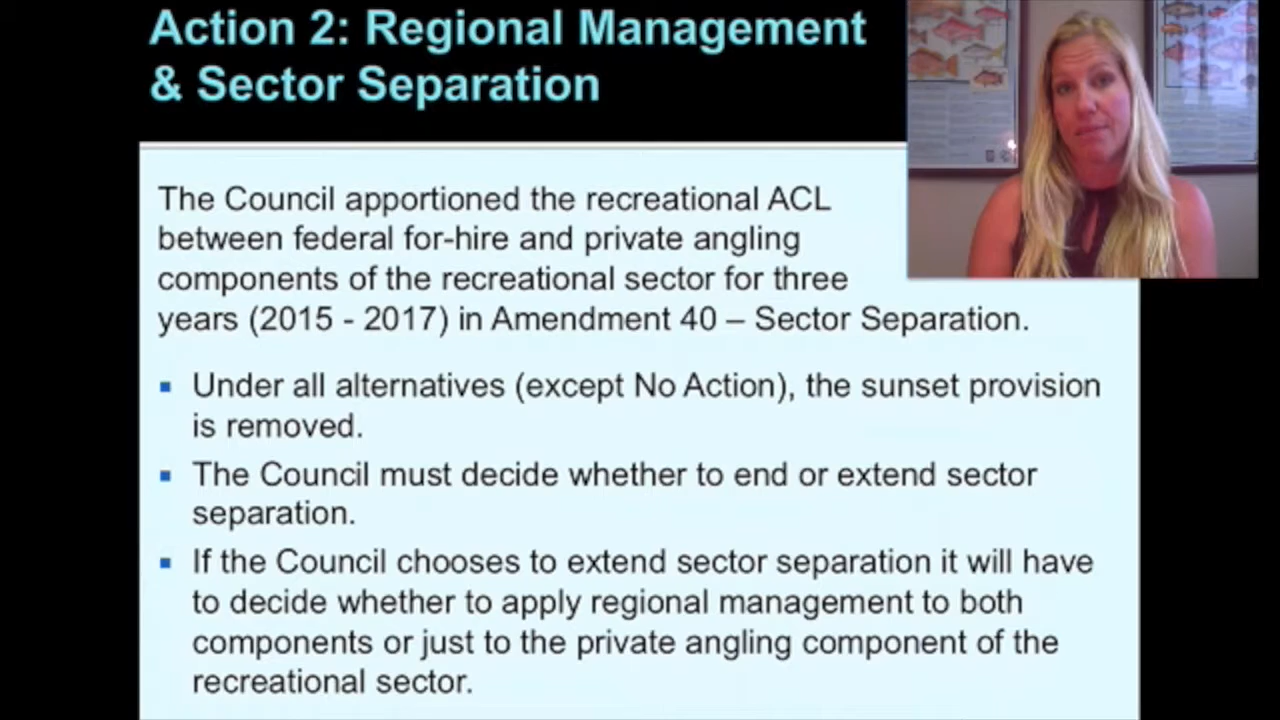 Action 2: Regional Management
& Sector Separation
The Council apportioned the recreational ACL
between federal for-hire and private angling
components of the recreational sector for three
years (2015 - 2017) in Amendment 40 – Sector Separation.
▪ Under all alternatives (except No Action), the sunset provision
is removed.
▪ The Council must decide whether to end or extend sector
separation.
▪ If the Council chooses to extend sector separation it will have
to decide whether to apply regional management to both
components or just to the private angling component of the
recreational sector.